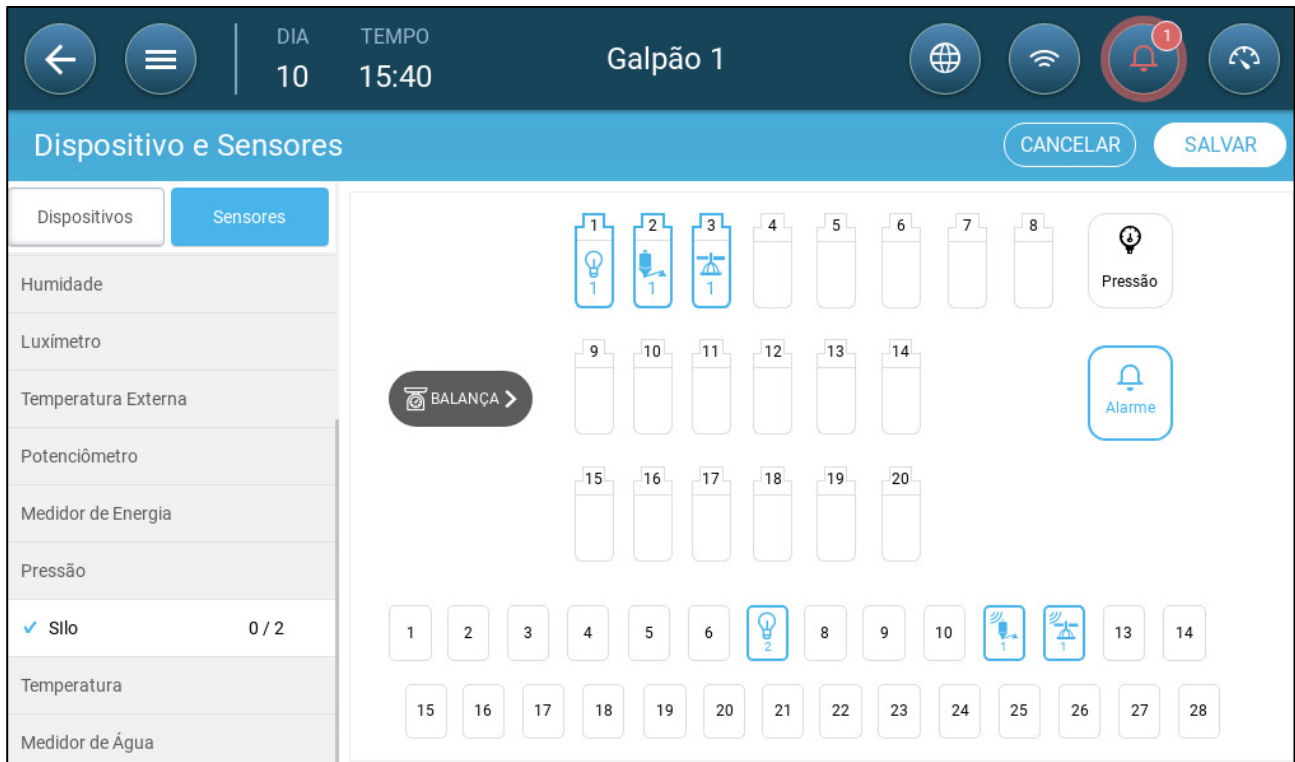 DIA TEMPO
10 15:40 Galpão 1 1
Dispositivo e Sensores CANCELAR SALVAR
Dispositivos Sensores
Humidade
Luxímetro
Temperatura Externa
Potenciômetro
Medidor de Energia
Pressão
SIlo 0 / 2
Temperatura
Medidor de Água
1 2 3 4 5 6 7 8
1 1 1
Pressão
9 10 11 12 13 14
BALANÇA
Alarme
15 16 17 18 19 20
1 2 3 4 5 6 2 8 9 10 1 1 13 14
15 16 17 18 19 20 21 22 23 24 25 26 27 28